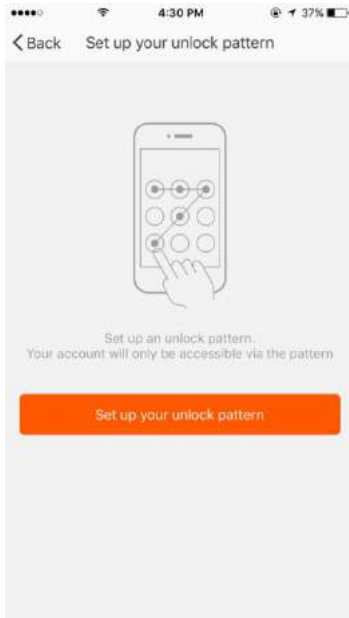 4:30 PM
37%
Back
Set up your unlock pattern
Set up an unlock pattern.
Your account will only be accessible via the pattern
Set up your unlock pattern